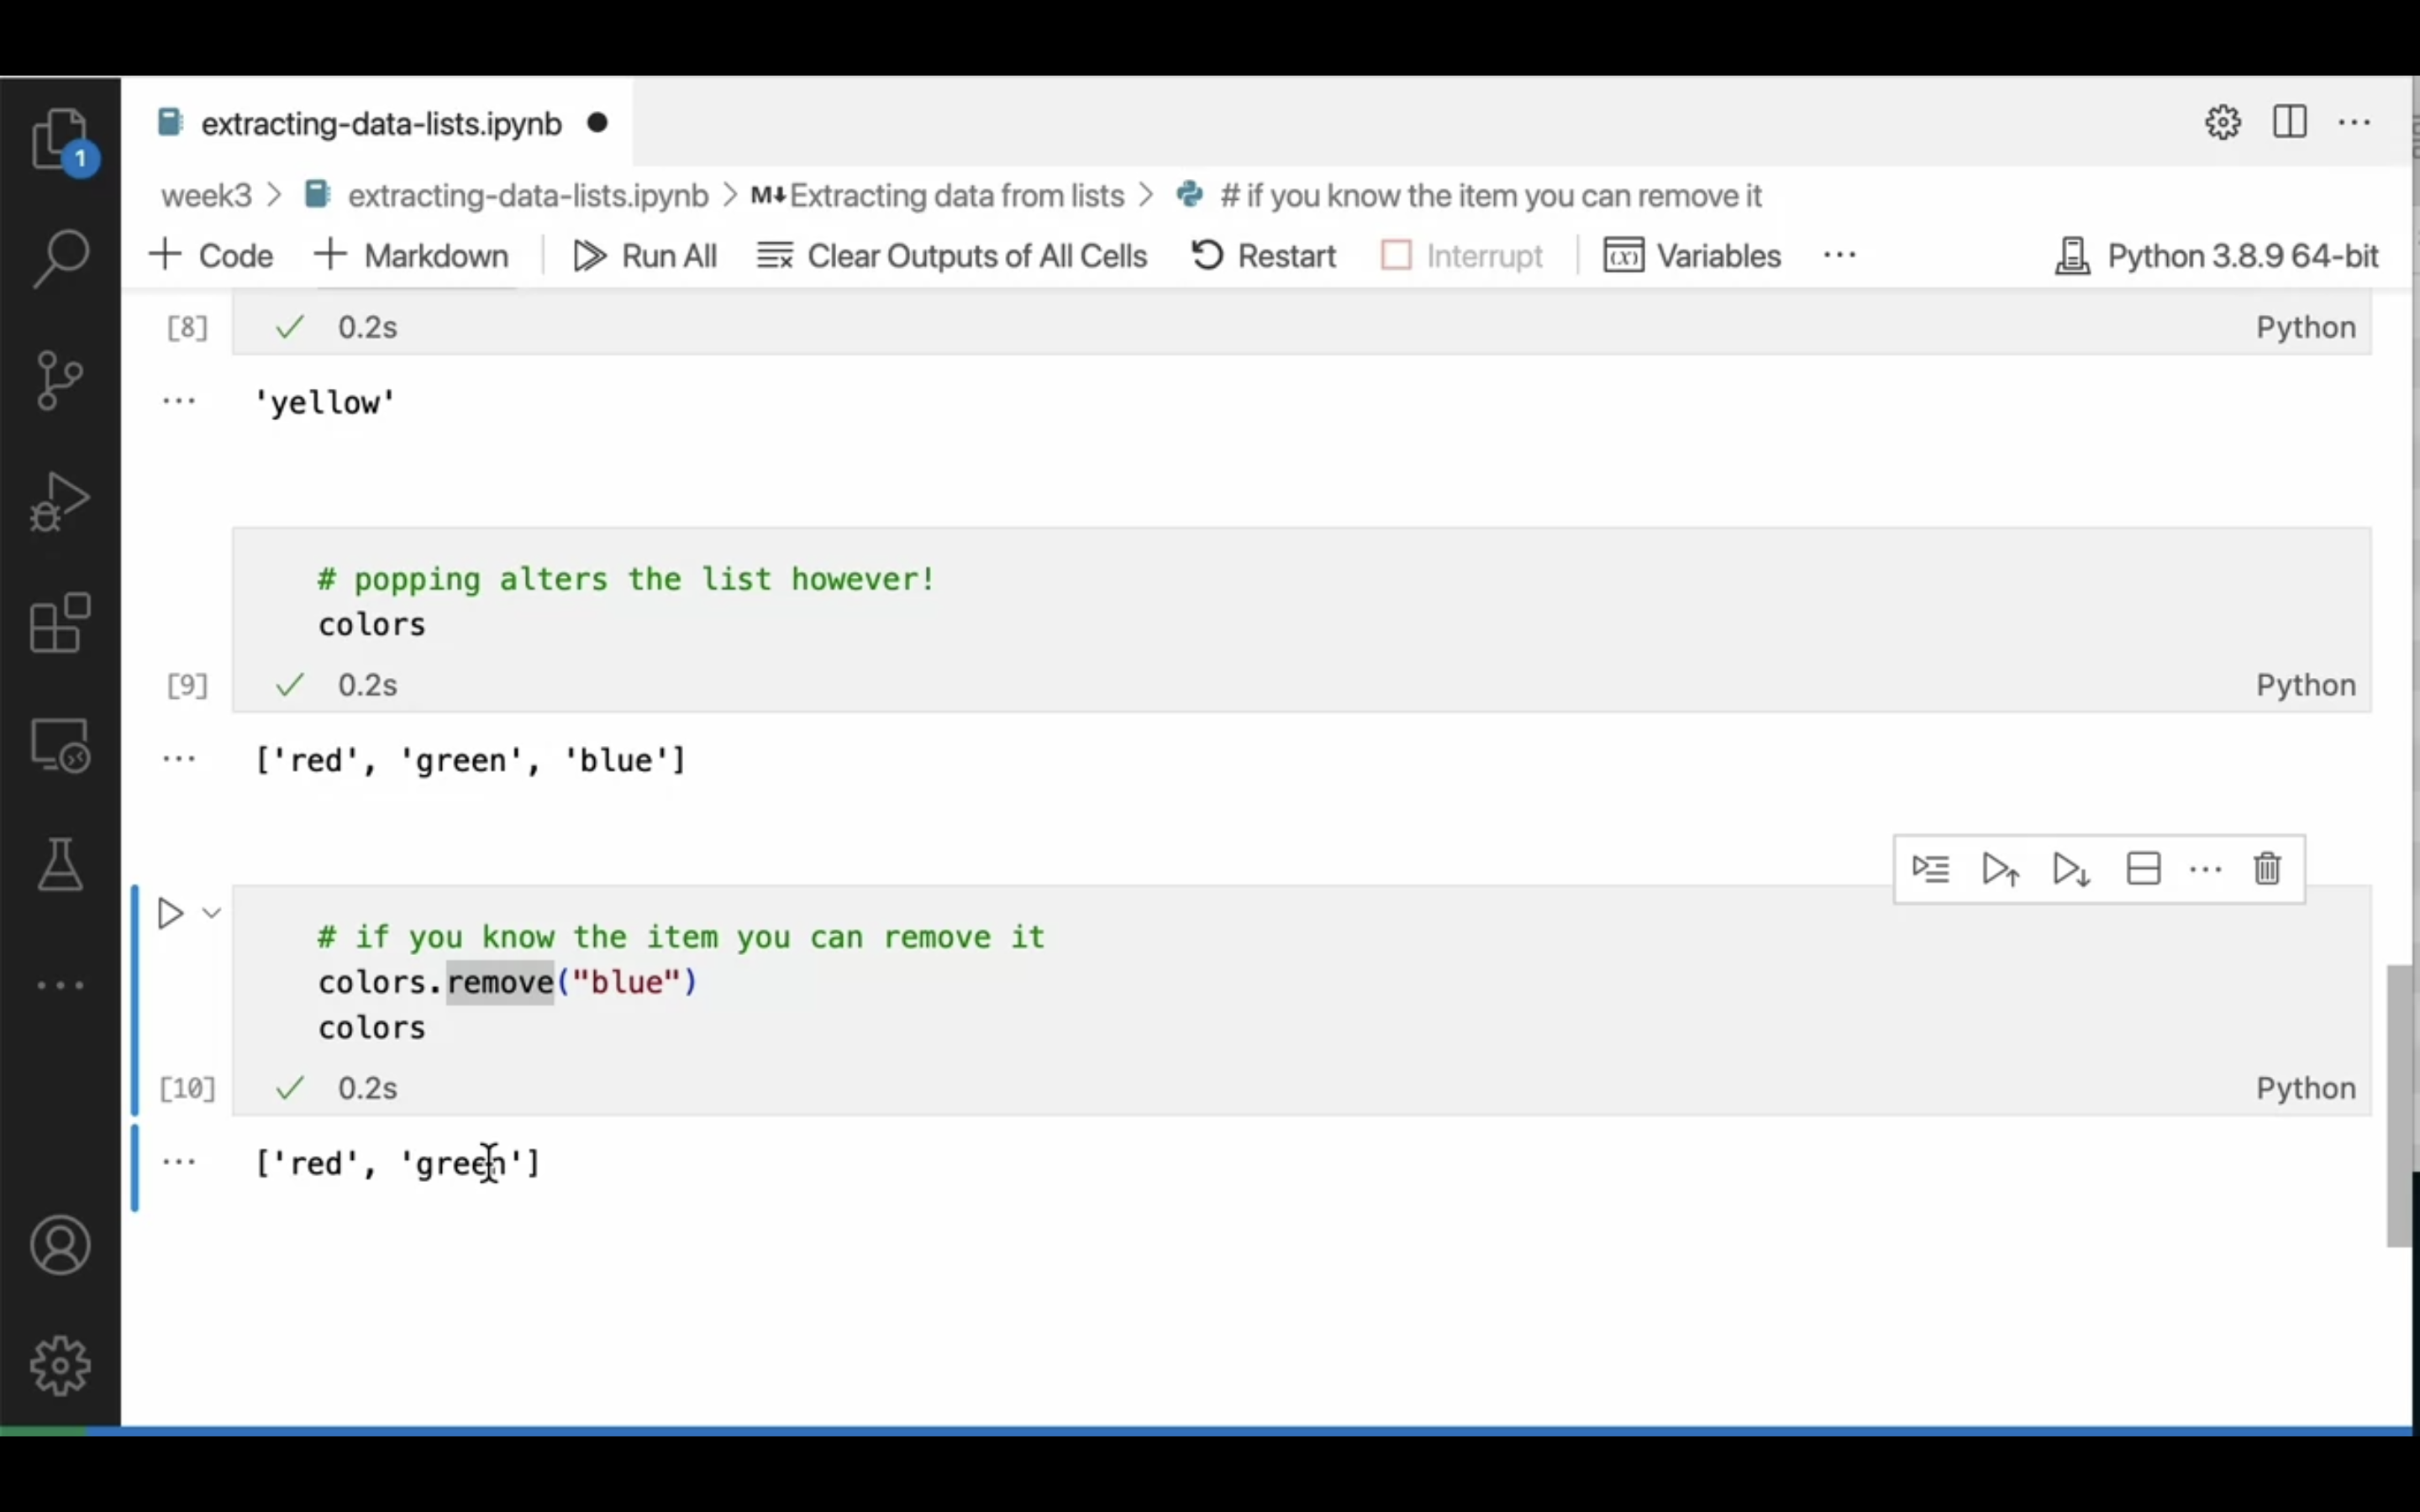 extracting-data-lists.ipynb
1
week3 > extracting-data-lists.ipynb > M↓Extracting data from lists > # if you know the item you can remove it
+ Code + Markdown Run All Clear Outputs of All Cells Restart Interrupt (x) Variables ... Python 3.8.9 64-bit
[8] ✓ 0.2s Python
... 'yellow'
# popping alters the list however!
colors
[9] ✓ 0.2s Python
... ['red', 'green', 'blue']
# if you know the item you can remove it
colors.remove("blue")
colors
[10] ✓ 0.2s Python
... ['red', 'green']